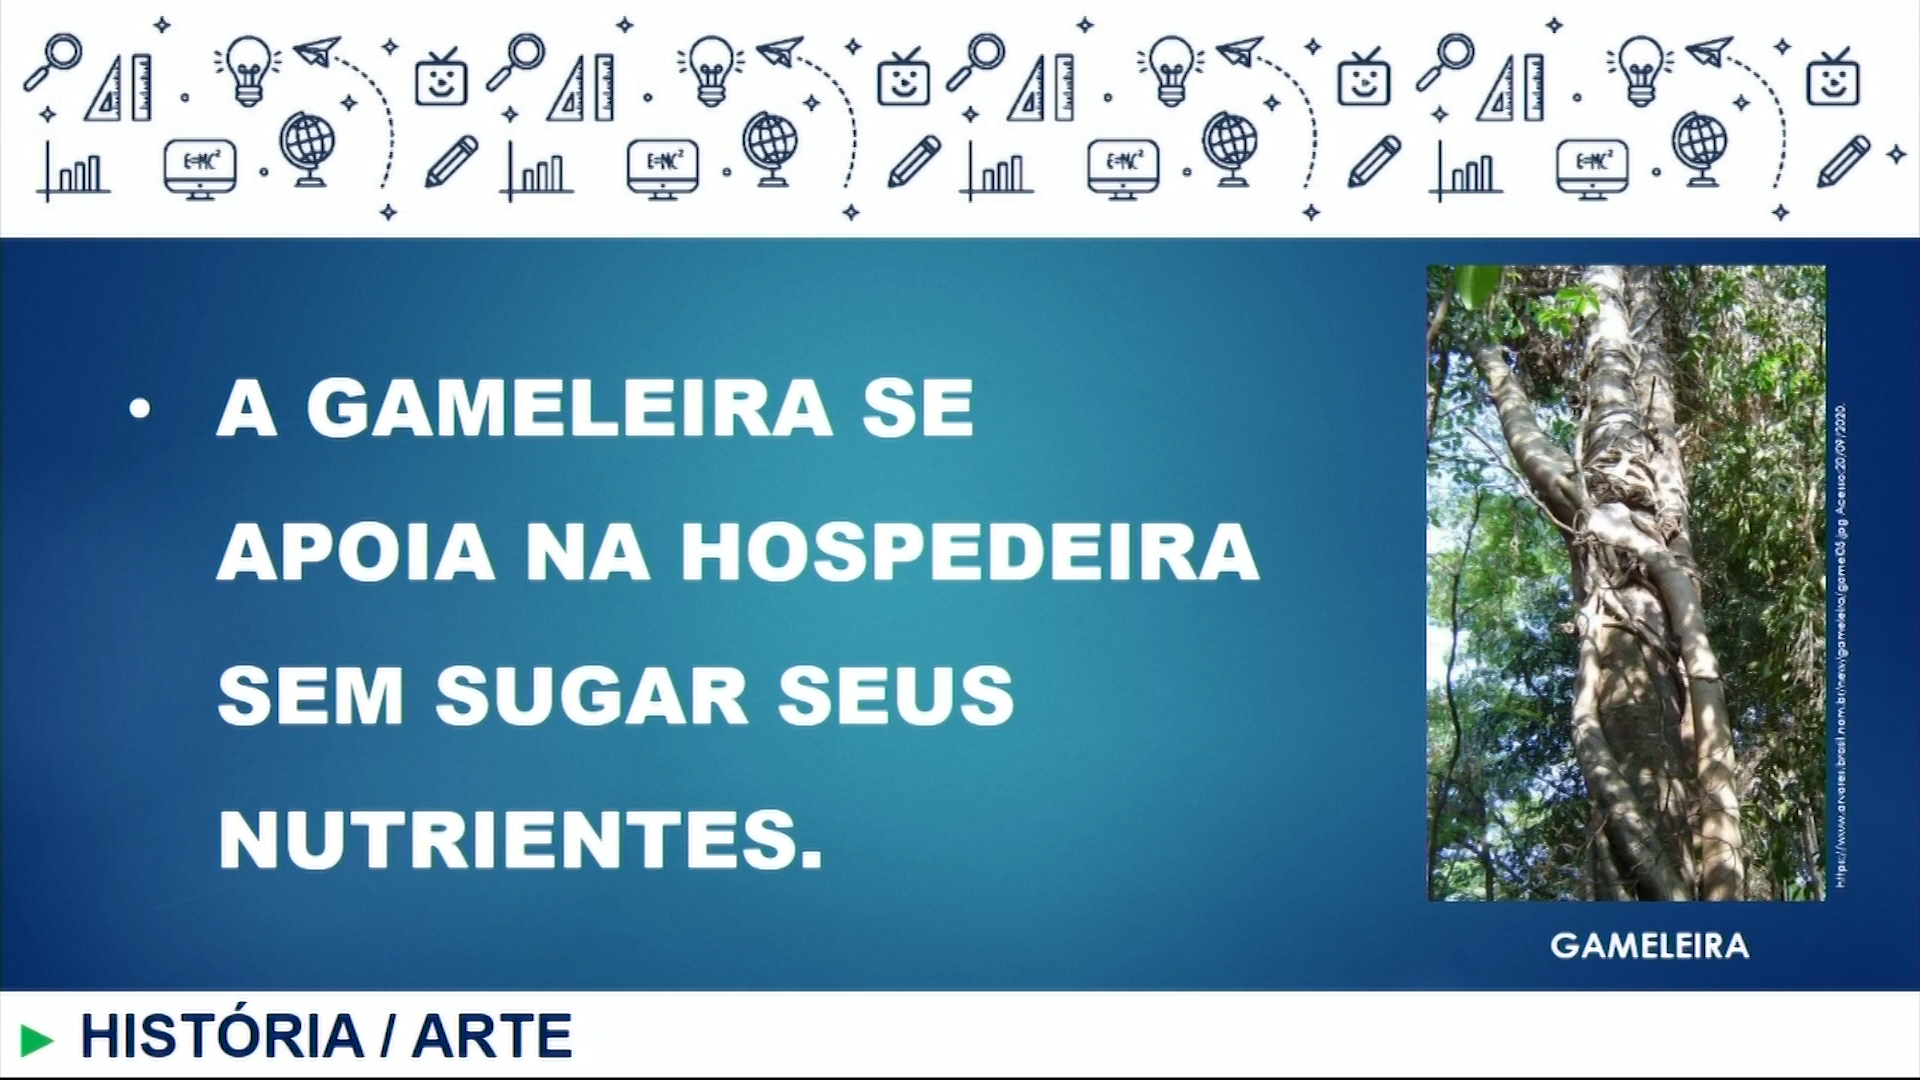 E=MC²
E=MC²
E=MC²
E=MC²
• A GAMELEIRA SE
APOIA NA HOSPEDEIRA
SEM SUGAR SEUS
NUTRIENTES.
GAMELEIRA
HISTÓRIA / ARTE